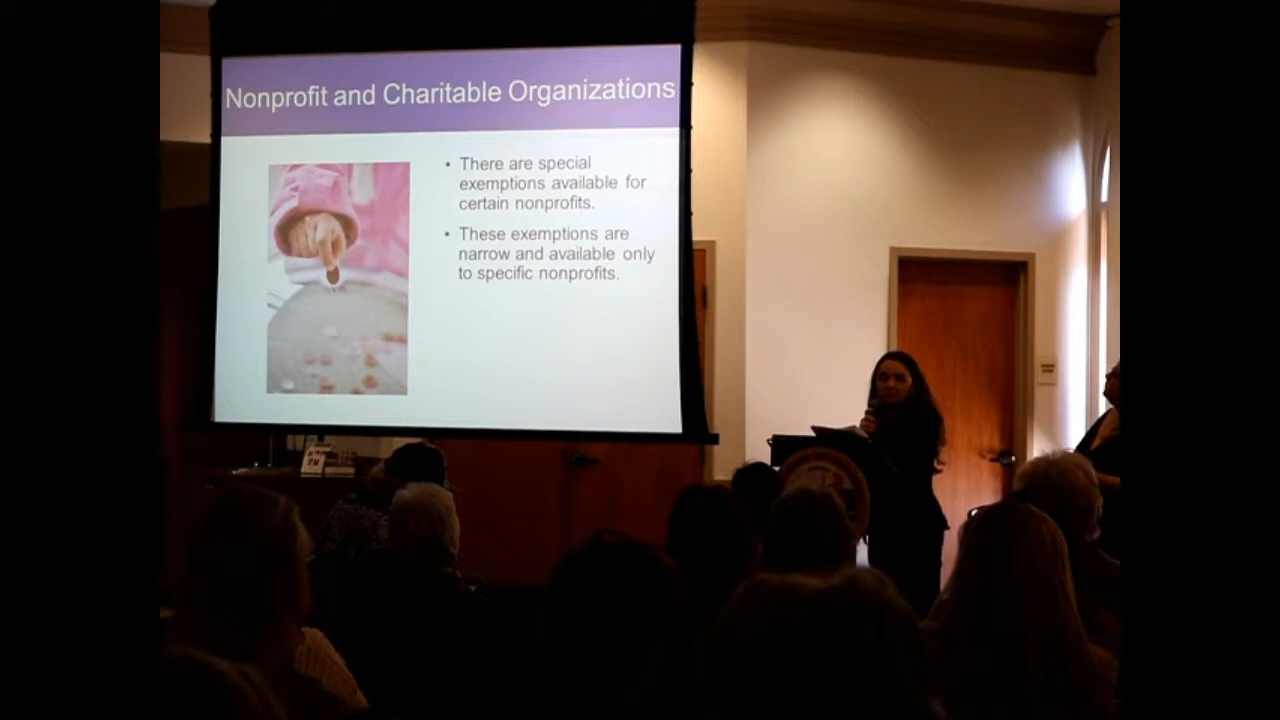 Nonprofit and Charitable Organizations
• There are special
exemptions available for
certain nonprofits.
• These exemptions are
narrow and available only
to specific nonprofits.